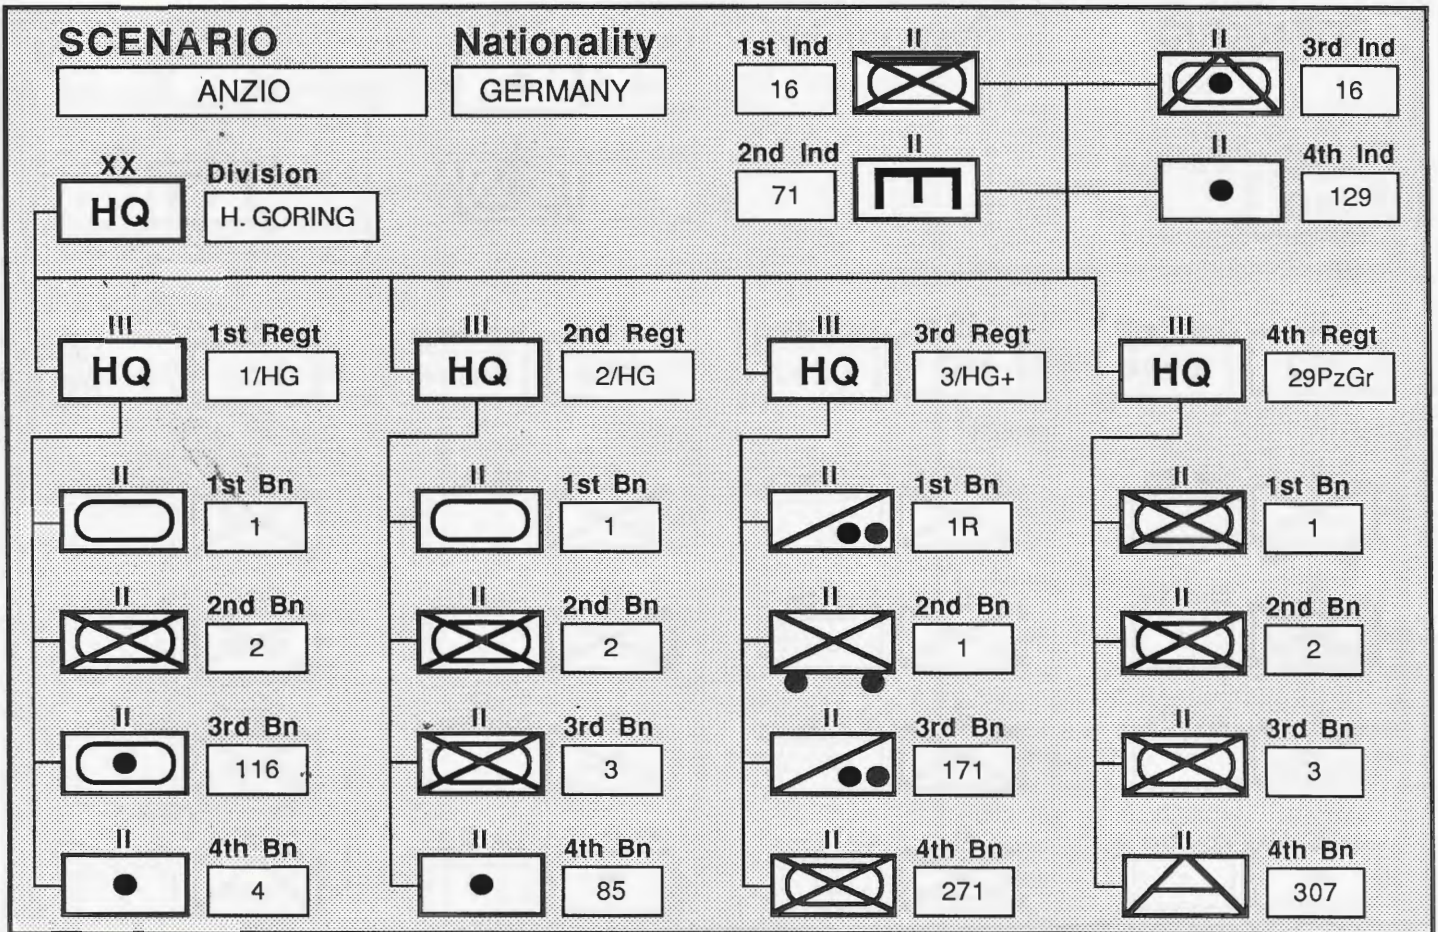 SCENARIO
ANZIO
Nationality
GERMANY
1st Ind
16
II
II
3rd Ind
16
2nd Ind
71
II
II
4th Ind
129
XX
HQ
Division
H. GORING
III
HQ
1st Regt
1/HG
III
HQ
2nd Regt
2/HG
III
HQ
3rd Regt
3/HG+
III
HQ
4th Regt
29PzGr
II
1st Bn
1
II
1st Bn
1
II
1st Bn
1R
II
1st Bn
1
II
2nd Bn
2
II
2nd Bn
2
II
2nd Bn
1
II
2nd Bn
2
II
3rd Bn
116
II
3rd Bn
3
II
3rd Bn
171
II
3rd Bn
3
II
4th Bn
4
II
4th Bn
85
II
4th Bn
271
II
4th Bn
307